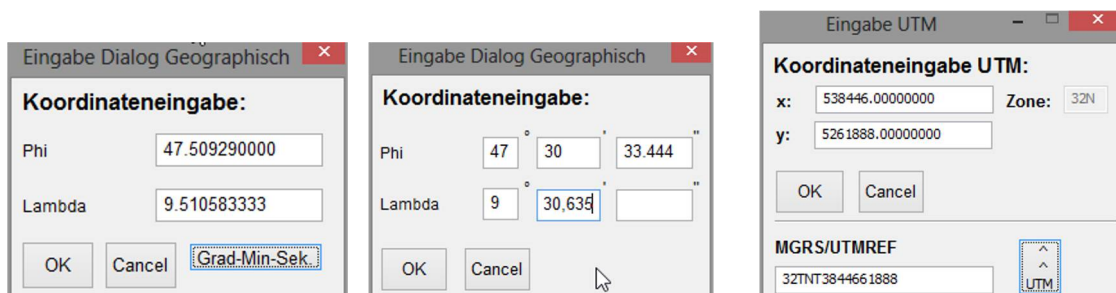 Eingabe Dialog Geographisch
Koordinateneingabe:
Phi 47.509290000
Lambda 9.510583333
OK Cancel Grad-Min-Sek.
Eingabe Dialog Geographisch
Koordinateneingabe:
Phi 47 ° 30 ' 33.444 "
Lambda 9 ° 30,635 ' "
OK Cancel
Eingabe UTM
Koordinateneingabe UTM:
x: 538446.00000000 Zone: 32N
y: 5261888.00000000
OK Cancel
MGRS/UTMREF
32TNT3844661888
^
^
UTM